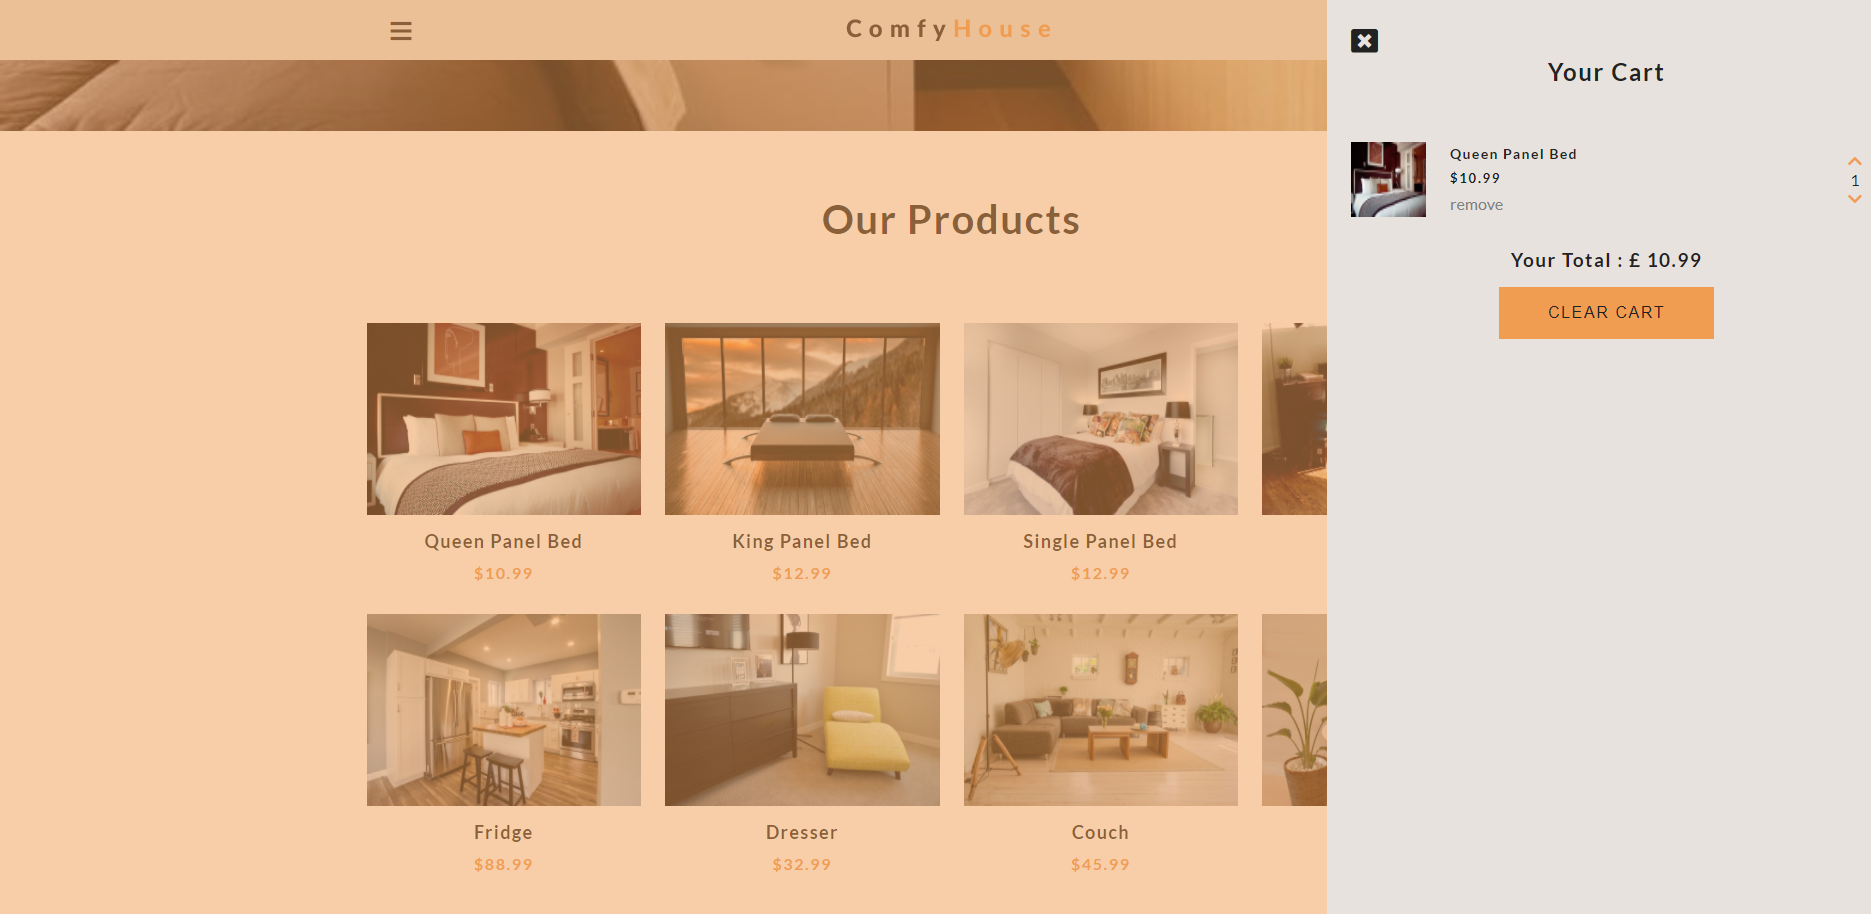 ComfyHouse
Our Products
Queen Panel Bed
$10.99
King Panel Bed
$12.99
Single Panel Bed
$12.99
Fridge
$88.99
Dresser
$32.99
Couch
$45.99
Your Cart
Queen Panel Bed
$10.99
remove
1
Your Total : £ 10.99
CLEAR CART